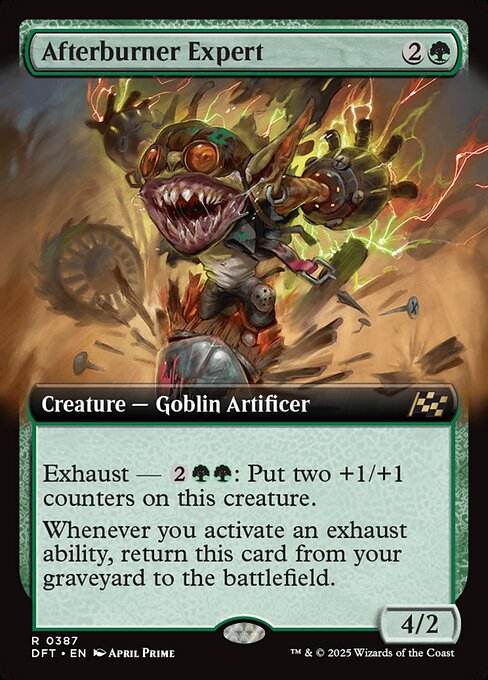 Afterburner Expert 2
Creature — Goblin Artificer
Exhaust — 2: Put two +1/+1
counters on this creature.
Whenever you activate an exhaust
ability, return this card from your
graveyard to the battlefield.
4/2
R 0387
DFT • EN April Prime
™ & © 2025 Wizards of the Coast